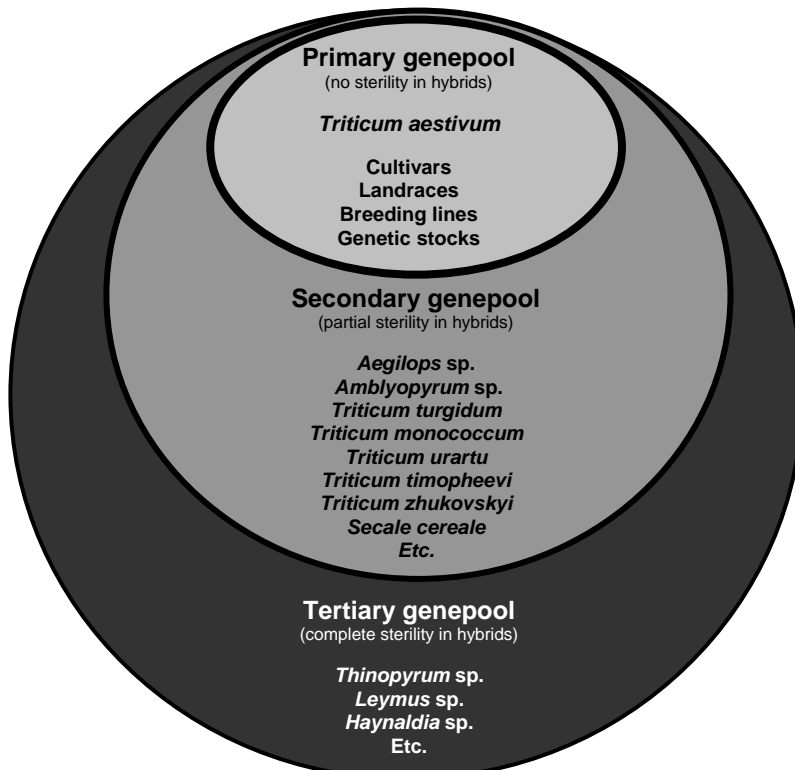 Primary genepool
(no sterility in hybrids)
Triticum aestivum
Cultivars
Landraces
Breeding lines
Genetic stocks
Secondary genepool
(partial sterility in hybrids)
Aegilops sp.
Amblyopyrum sp.
Triticum turgidum
Triticum monococcum
Triticum urartu
Triticum timopheevi
Triticum zhukovskyi
Secale cereale
Etc.
Tertiary genepool
(complete sterility in hybrids)
Thinopyrum sp.
Leymus sp.
Haynaldia sp.
Etc.